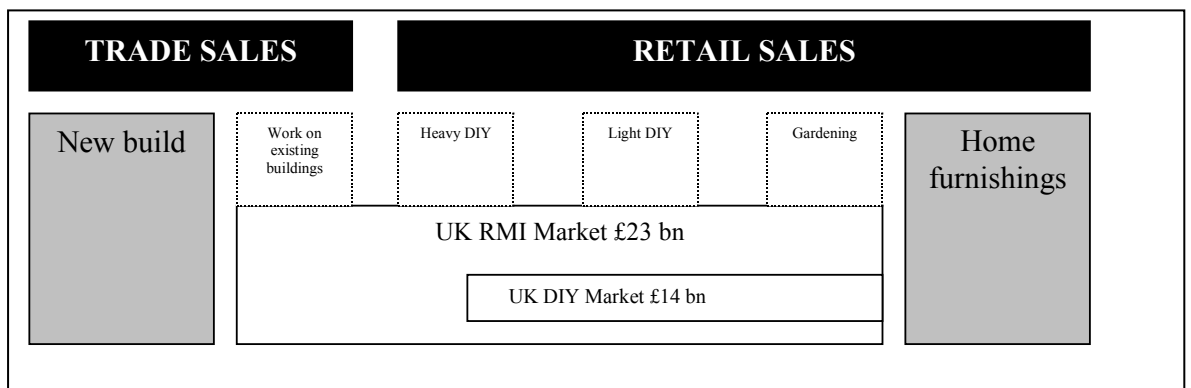 TRADE SALES
RETAIL SALES
New build
Work on
existing
buildings
Heavy DIY
Light DIY
Gardening
Home
furnishings
UK RMI Market £23 bn
UK DIY Market £14 bn